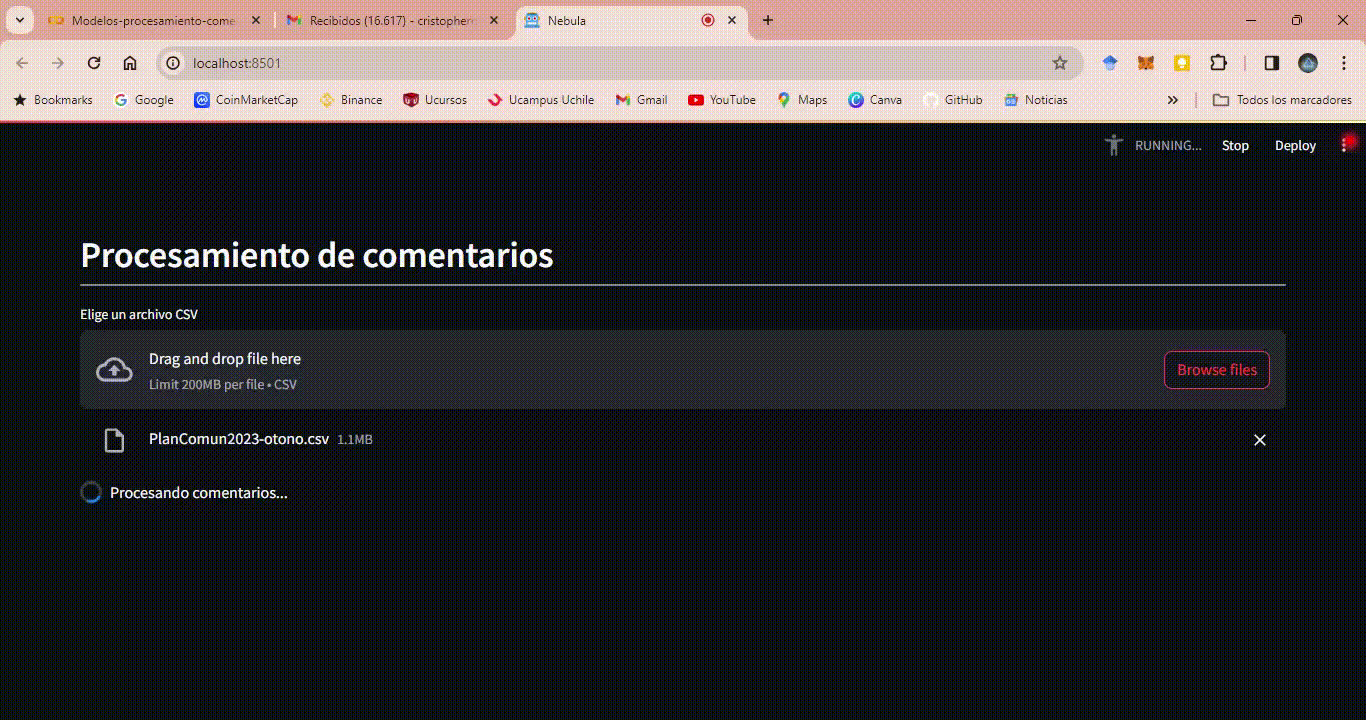 Modelos-procesamiento-come
Recibidos (16.617) - cristophere
Nebula
localhost:8501
Bookmarks
Google
CoinMarketCap
Binance
Ucursos
Ucampus Uchile
Gmail
YouTube
Maps
Canva
GitHub
Noticias
Todos los marcadores
RUNNING...
Stop
Deploy
Procesamiento de comentarios
Elige un archivo CSV
Drag and drop file here
Limit 200MB per file • CSV
Browse files
PlanComun2023-otono.csv 1.1MB
Procesando comentarios...